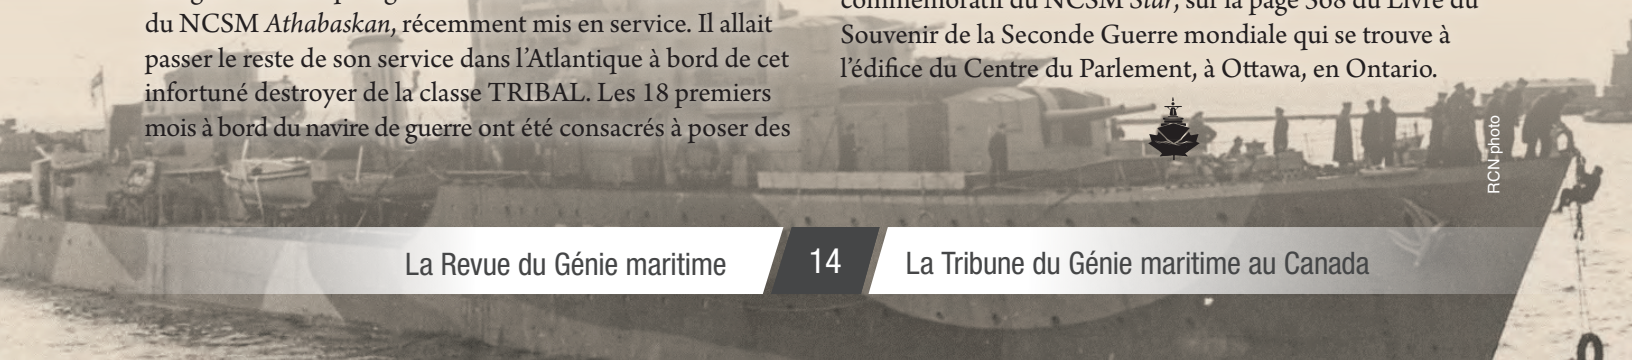 du NCSM Athabaskan, récemment mis en service. Il allait
passer le reste de son service dans l'Atlantique à bord de cet
infortuné destroyer de la classe TRIBAL. Les 18 premiers
mois à bord du navire de guerre ont été consacrés à poser des
commémoratif du NCSM Star, sur la page 568 du Livre du
Souvenir de la Seconde Guerre mondiale qui se trouve à
l'édifice du Centre du Parlement, à Ottawa, en Ontario.
RCN photo
La Revue du Génie maritime
14
La Tribune du Génie maritime au Canada